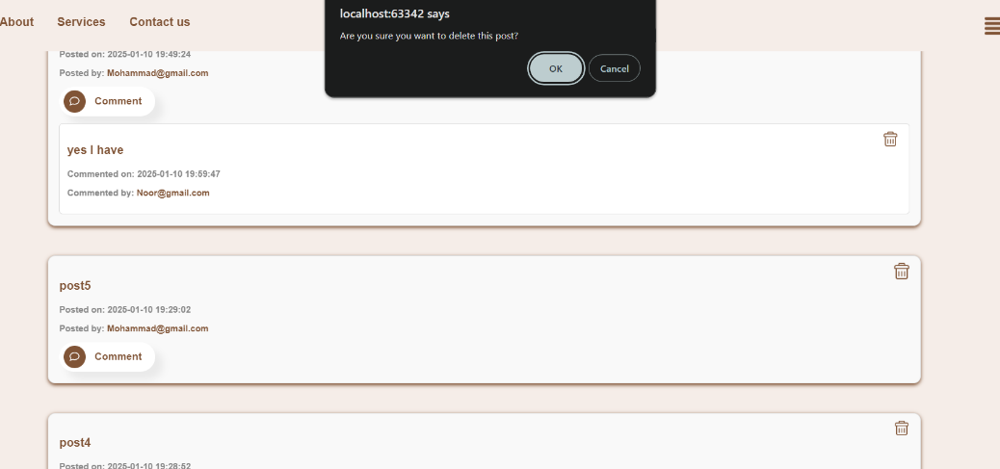 localhost:63342 says
Are you sure you want to delete this post?
OK Cancel
About Services Contact us
Posted on: 2025-01-10 19:49:24
Posted by: Mohammad@gmail.com
Comment
yes I have
Commented on: 2025-01-10 19:59:47
Commented by: Noor@gmail.com
post5
Posted on: 2025-01-10 19:29:02
Posted by: Mohammad@gmail.com
Comment
post4
Posted on: 2025-01-10 19:28:52